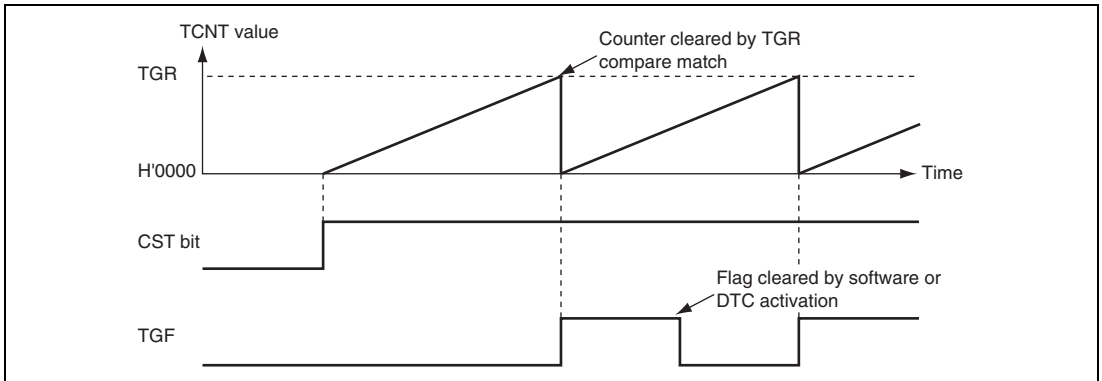 TCNT value
Counter cleared by TGR
compare match
TGR
H'0000
Time
CST bit
Flag cleared by software or
DTC activation
TGF